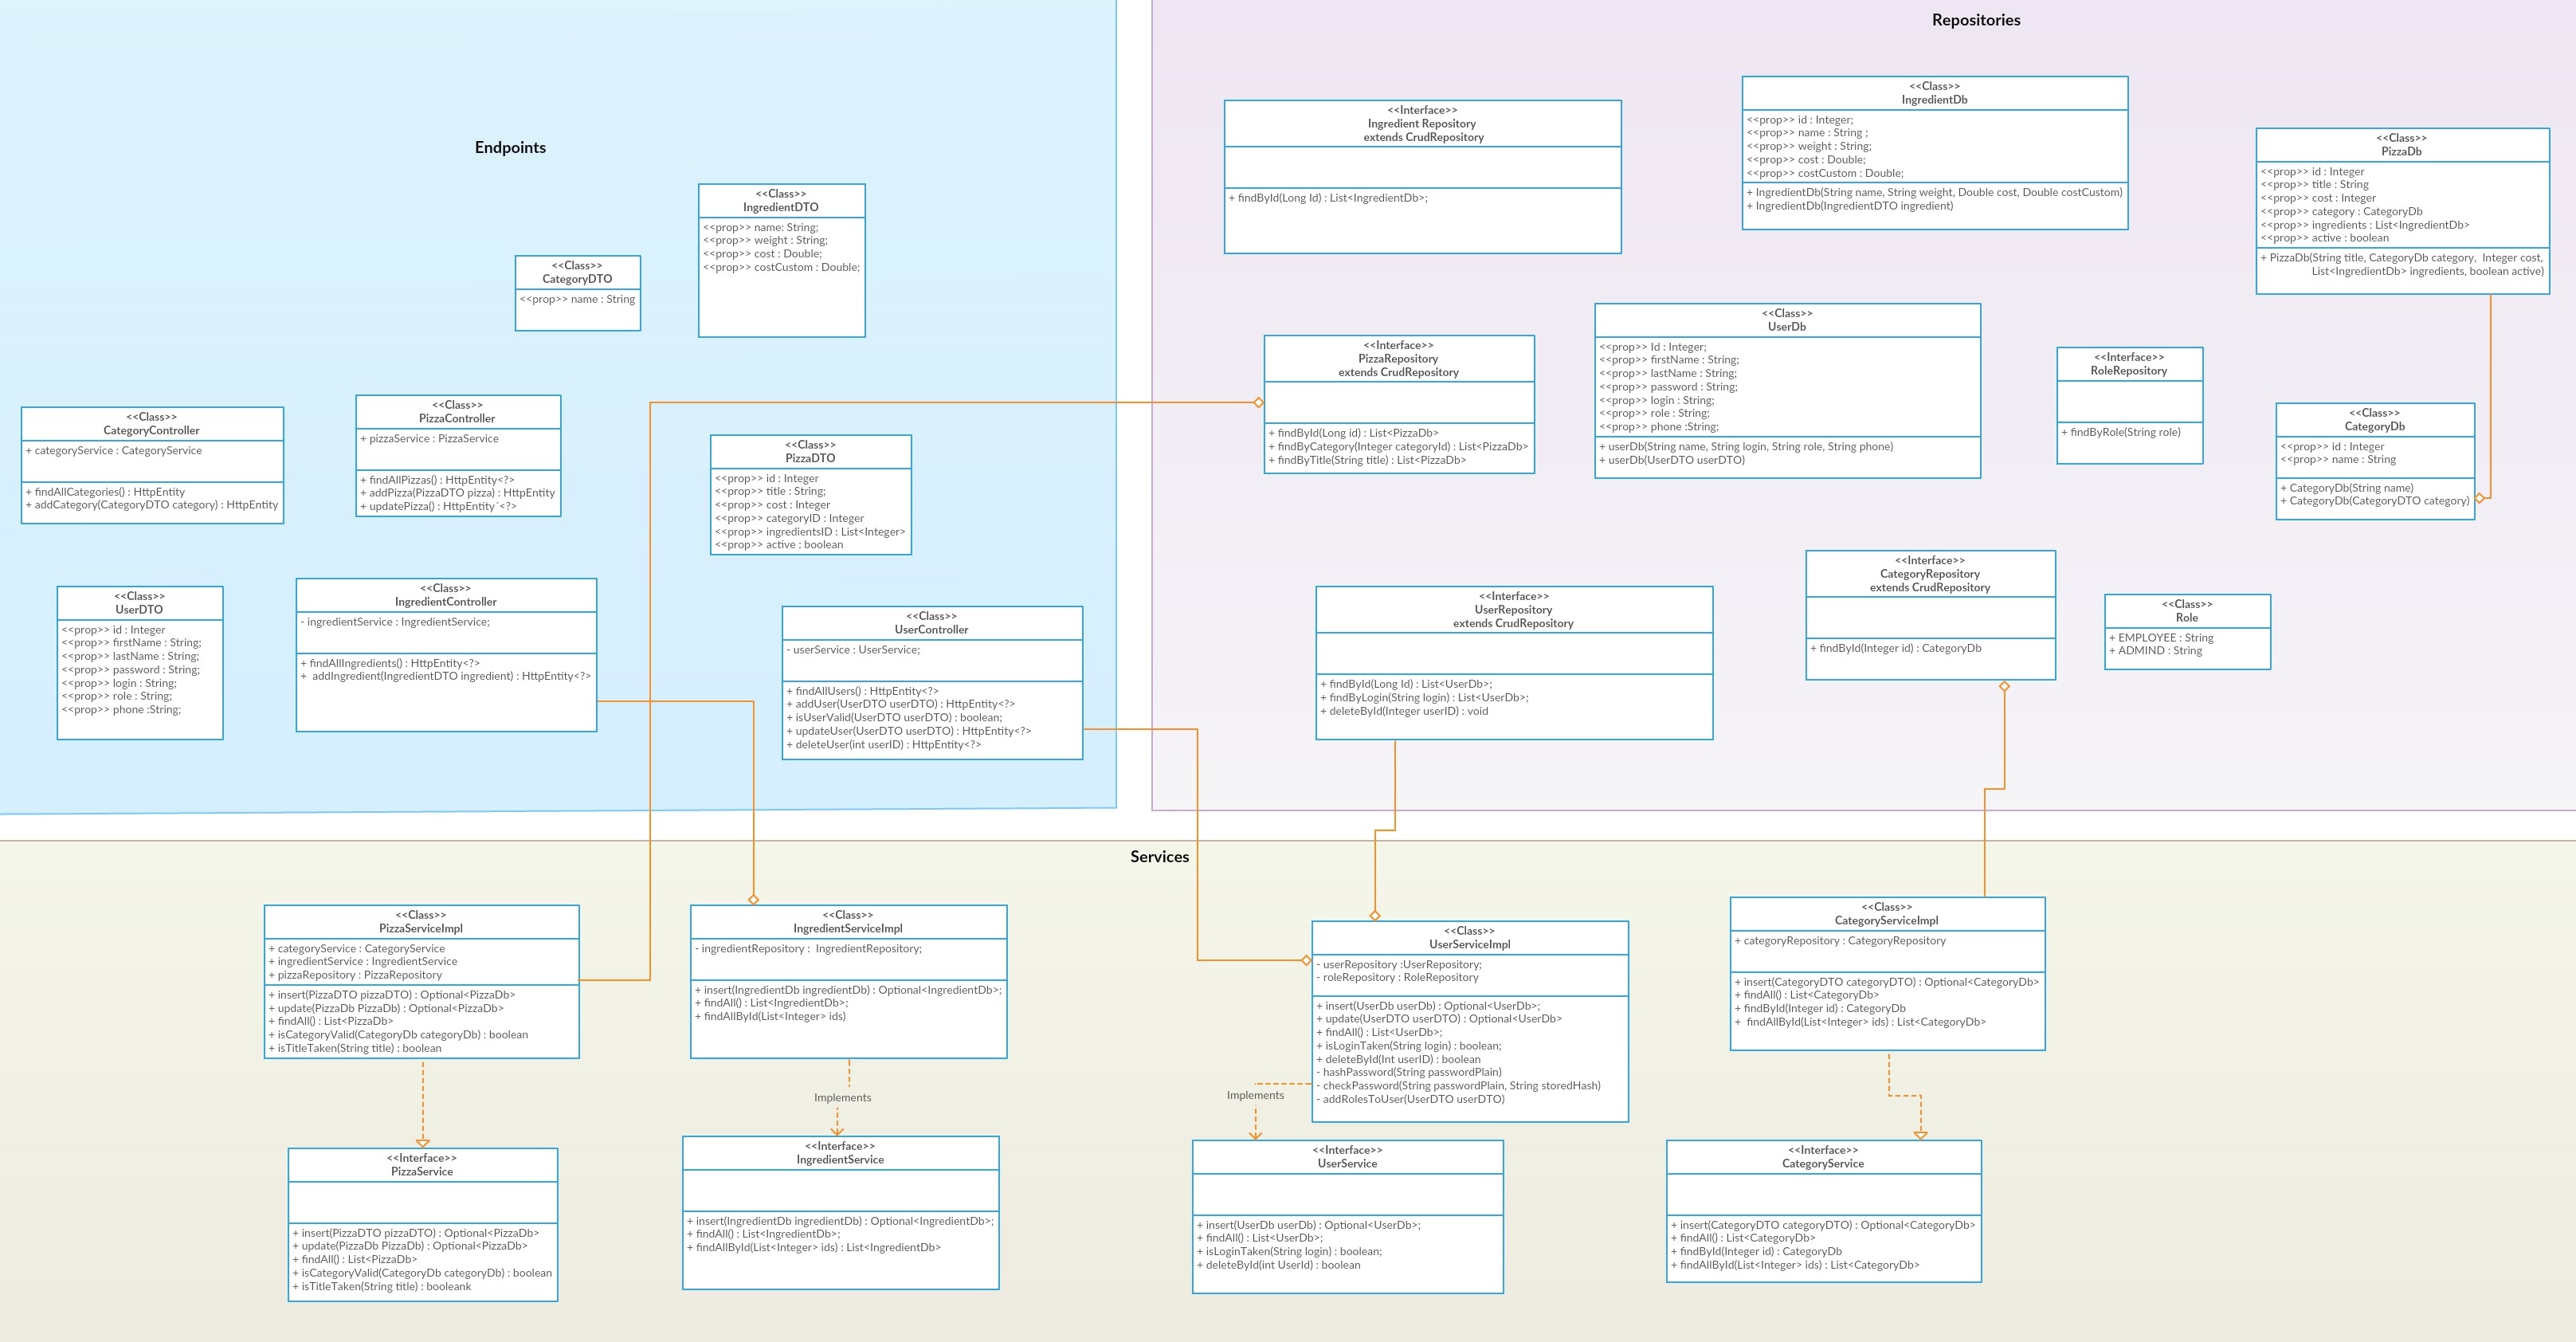 Endpoints
<<Class>>
IngredientDTO
<<prop>> name: String;
<<prop>> weight : String;
<<prop>> cost : Double;
<<prop>> costCustom : Double;
<<Class>>
CategoryDTO
<<prop>> name : String
<<Class>>
CategoryController
+ categoryService : CategoryService
+ findAllCategories() : HttpEntity
+ addCategory(CategoryDTO category) : HttpEntity
<<Class>>
PizzaController
+ pizzaService : PizzaService
+ findAllPizzas() : HttpEntity<?>
+ addPizza(PizzaDTO pizza) : HttpEntity
+ updatePizza() : HttpEntity´<?>
<<Class>>
PizzaDTO
<<prop>> id : Integer
<<prop>> title : String;
<<prop>> cost : Integer
<<prop>> categoryID : Integer
<<prop>> ingredientsID : List<Integer>
<<prop>> active : boolean
<<Class>>
UserDTO
<<prop>> id : Integer
<<prop>> firstName : String;
<<prop>> lastName : String;
<<prop>> password : String;
<<prop>> login : String;
<<prop>> role : String;
<<prop>> phone :String;
<<Class>>
IngredientController
- ingredientService : IngredientService;
+ findAllIngredients() : HttpEntity<?>
+ addIngredient(IngredientDTO ingredient) : HttpEntity<?>
<<Class>>
UserController
- userService : UserService;
+ findAllUsers() : HttpEntity<?>
+ addUser(UserDTO userDTO) : HttpEntity<?>
+ isUserValid(UserDTO userDTO) : boolean;
+ updateUser(UserDTO userDTO) : HttpEntity<?>
+ deleteUser(int userID) : HttpEntity<?>
Repositories
<<Interface>>
Ingredient Repository
extends CrudRepository
+ findById(Long Id) : List<IngredientDb>;
<<Class>>
IngredientDb
<<prop>> id : Integer;
<<prop>> name : String ;
<<prop>> weight : String;
<<prop>> cost : Double;
<<prop>> costCustom : Double;
+ IngredientDb(String name, String weight, Double cost, Double costCustom)
+ IngredientDb(IngredientDTO ingredient)
<<Class>>
PizzaDb
<<prop>> id : Integer
<<prop>> title : String
<<prop>> cost : Integer
<<prop>> category : CategoryDb
<<prop>> ingredients : List<IngredientDb>
<<prop>> active : boolean
+ PizzaDb(String title, CategoryDb category, Integer cost,
List<IngredientDb> ingredients, boolean active)
<<Interface>>
PizzaRepository
extends CrudRepository
+ findById(Long id) : List<PizzaDb>
+ findByCategory(Integer categoryId) : List<PizzaDb>
+ findByTitle(String title) : List<PizzaDb>
<<Class>>
UserDb
<<prop>> Id : Integer;
<<prop>> firstName : String;
<<prop>> lastName : String;
<<prop>> password : String;
<<prop>> login : String;
<<prop>> role : String;
<<prop>> phone :String;
+ userDb(String name, String login, String role, String phone)
+ userDb(UserDTO userDTO)
<<Interface>>
RoleRepository
+ findByRole(String role)
<<Class>>
CategoryDb
<<prop>> id : Integer
<<prop>> name : String
+ CategoryDb(String name)
+ CategoryDb(CategoryDTO category)
<<Interface>>
UserRepository
extends CrudRepository
+ findById(Long Id) : List<UserDb>;
+ findByLogin(String login) : List<UserDb>;
+ deleteById(Integer userID) : void
<<Interface>>
CategoryRepository
extends CrudRepository
+ findById(Integer id) : CategoryDb
<<Class>>
Role
+ EMPLOYEE : String
+ ADMIND : String
Services
<<Class>>
PizzaServiceImpl
+ categoryService : CategoryService
+ ingredientService : IngredientService
+ pizzaRepository : PizzaRepository
+ insert(PizzaDTO pizzaDTO) : Optional<PizzaDb>
+ update(PizzaDb PizzaDb) : Optional<PizzaDb>
+ findAll() : List<PizzaDb>
+ isCategoryValid(CategoryDb categoryDb) : boolean
+ isTitleTaken(String title) : boolean
<<Class>>
IngredientServiceImpl
- ingredientRepository : IngredientRepository;
+ insert(IngredientDb ingredientDb) : Optional<IngredientDb>;
+ findAll() : List<IngredientDb>;
+ findAllById(List<Integer> ids)
<<Class>>
UserServiceImpl
- userRepository :UserRepository;
- roleRepository : RoleRepository
+ insert(UserDb userDb) : Optional<UserDb>;
+ update(UserDTO userDTO) : Optional<UserDb>
+ findAll() : List<UserDb>;
+ isLoginTaken(String login) : boolean;
+ deleteById(Int userID) : boolean
- hashPassword(String passwordPlain)
- checkPassword(String passwordPlain, String storedHash)
- addRolesToUser(UserDTO userDTO)
<<Class>>
CategoryServiceImpl
+ categoryRepository : CategoryRepository
+ insert(CategoryDTO categoryDTO) : Optional<CategoryDb>
+ findAll() : List<CategoryDb>
+ findById(Integer id) : CategoryDb
+ findAllById(List<Integer> ids) : List<CategoryDb>
Implements
Implements
<<Interface>>
PizzaService
+ insert(PizzaDTO pizzaDTO) : Optional<PizzaDb>
+ update(PizzaDb PizzaDb) : Optional<PizzaDb>
+ findAll() : List<PizzaDb>
+ isCategoryValid(CategoryDb categoryDb) : boolean
+ isTitleTaken(String title) : booleank
<<Interface>>
IngredientService
+ insert(IngredientDb ingredientDb) : Optional<IngredientDb>;
+ findAll() : List<IngredientDb>;
+ findAllById(List<Integer> ids) : List<IngredientDb>
<<Interface>>
UserService
+ insert(UserDb userDb) : Optional<UserDb>;
+ findAll() : List<UserDb>;
+ isLoginTaken(String login) : boolean;
+ deleteById(int UserId) : boolean
<<Interface>>
CategoryService
+ insert(CategoryDTO categoryDTO) : Optional<CategoryDb>
+ findAll() : List<CategoryDb>
+ findById(Integer id) : CategoryDb
+ findAllById(List<Integer> ids) : List<CategoryDb>